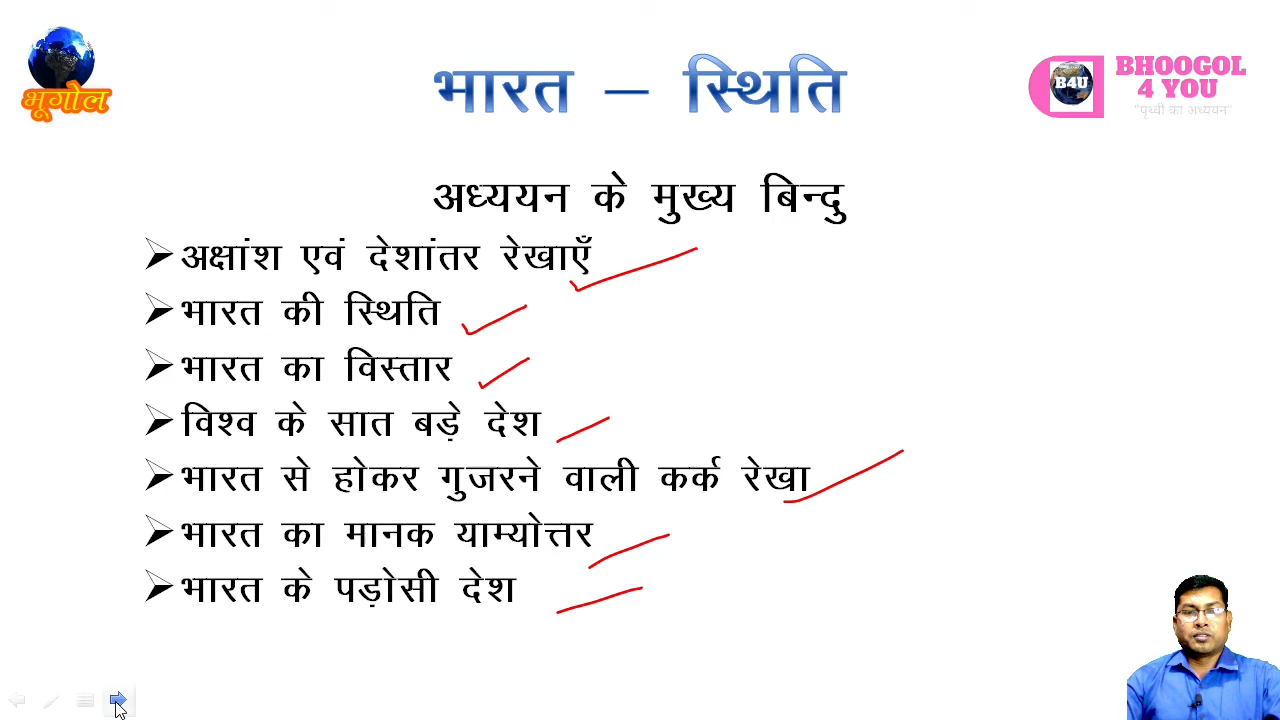 भूगोल
भारत – स्थिति
B4U
BHOOGOL
4 YOU
"पृथ्वी का अध्ययन"
अध्ययन के मुख्य बिन्दु
अक्षांश एवं देशांतर रेखाएँ
भारत की स्थिति
भारत का विस्तार
विश्व के सात बड़े देश
भारत से होकर गुजरने वाली कर्क रेखा
भारत का मानक याम्योत्तर
भारत के पड़ोसी देश